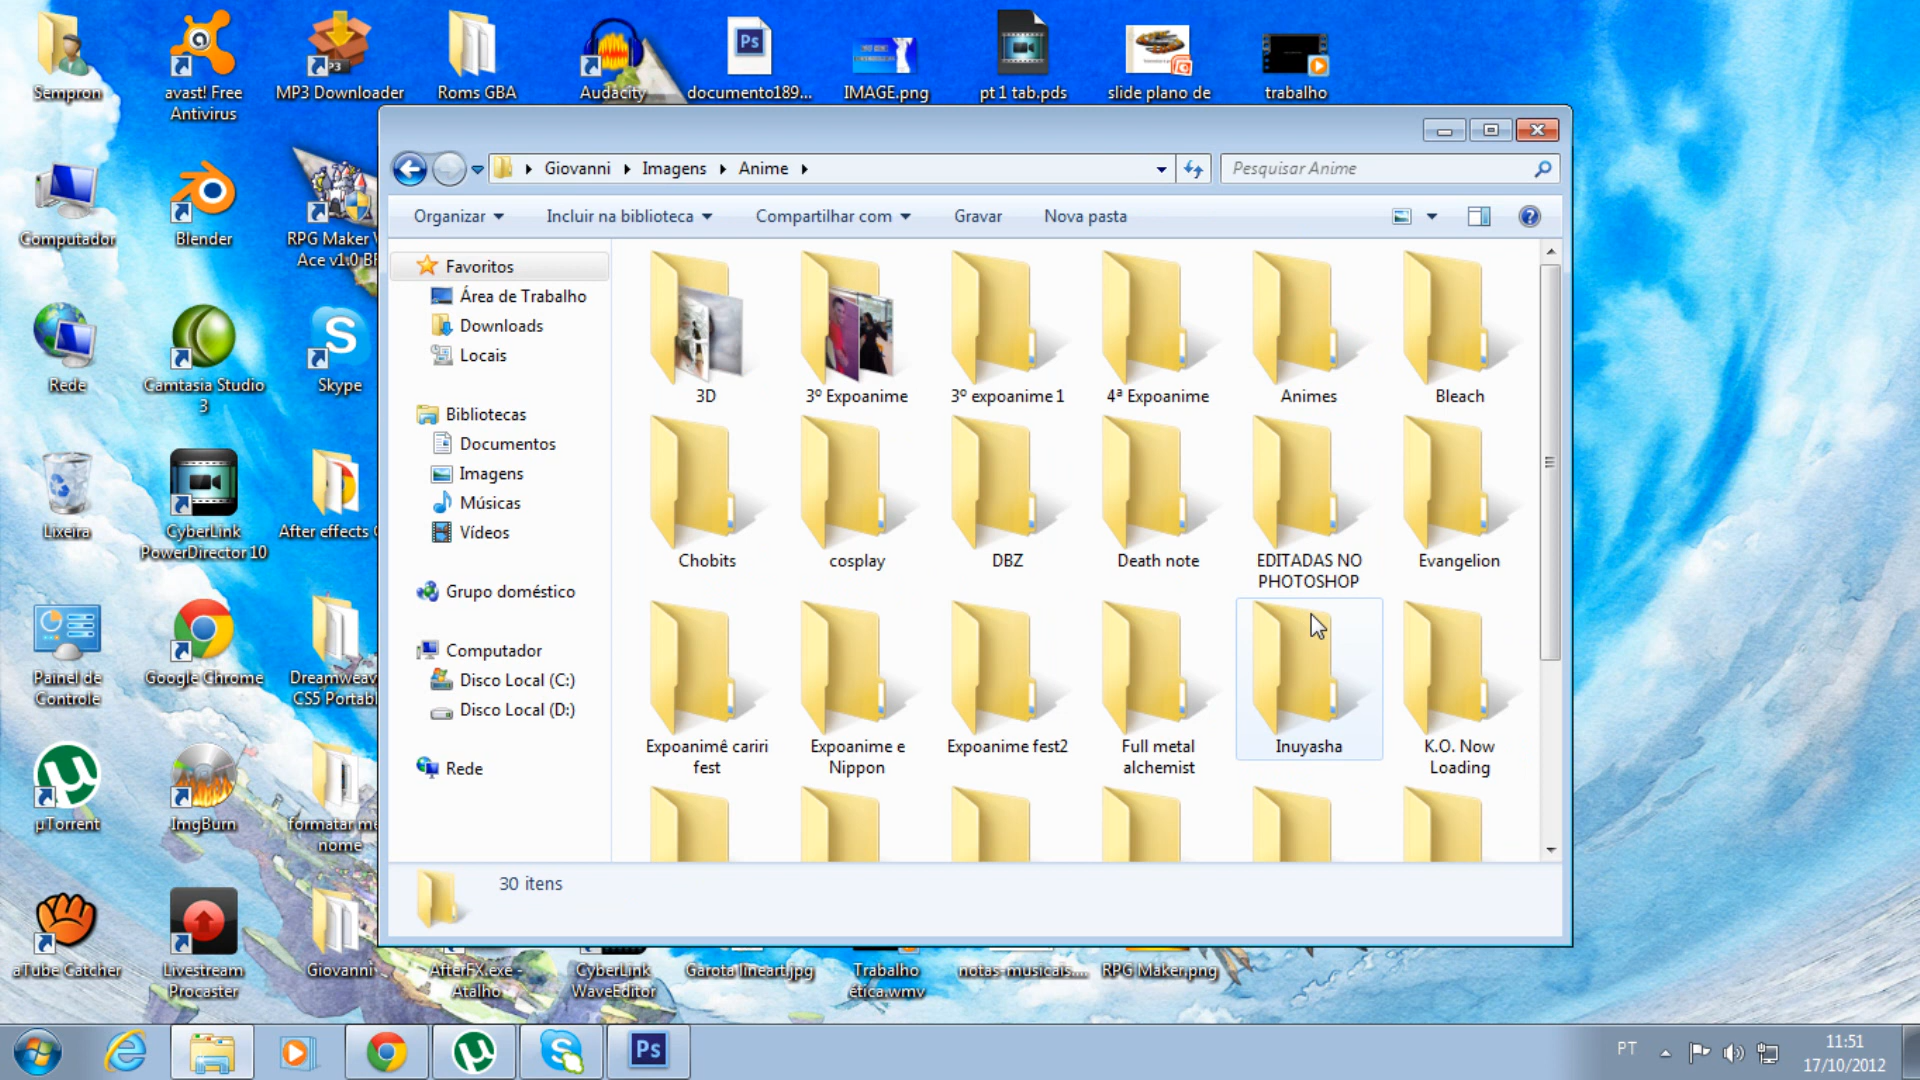 Sempron
avast! Free
Antivirus
MP3 Downloader
Roms GBA
Audacity
documento189...
IMAGE.png
pt 1 tab.pds
slide plano de
trabalho
Computador
Blender
RPG Maker
Ace v1.0
Rede
Camtasia Studio
3
Skype
Lixeira
CyberLink
PowerDirector 10
After effects
Painel de
Controle
Google Chrome
Dreamweav
CS5 Portabl
µTorrent
ImgBurn
formatar me
nome
aTube Catcher
Livestream
Procaster
Giovanni
AfterFX.exe -
Atalho
CyberLink
WaveEditor
Garota lineart.jpg
Trabalho
ética.wmv
notas-musicais....
RPG Maker.png
Giovanni
Imagens
Anime
Pesquisar Anime
Organizar
Incluir na biblioteca
Compartilhar com
Gravar
Nova pasta
Favoritos
Área de Trabalho
Downloads
Locais
Bibliotecas
Documentos
Imagens
Músicas
Vídeos
Grupo doméstico
Computador
Disco Local (C:)
Disco Local (D:)
Rede
3D
3º Expoanime
3º expoanime 1
4ª Expoanime
Animes
Bleach
Chobits
cosplay
DBZ
Death note
EDITADAS NO
PHOTOSHOP
Evangelion
Expoanimê cariri
fest
Expoanime e
Nippon
Expoanime fest2
Full metal
alchemist
Inuyasha
K.O. Now
Loading
30 itens
Ps
PT
11:51
17/10/2012